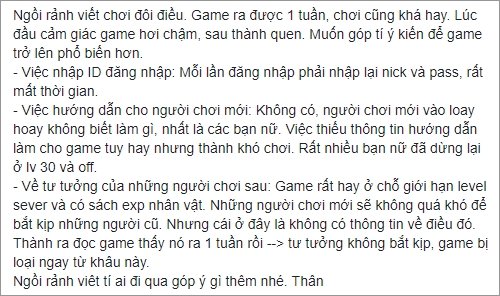 Ngồi rảnh viết chơi đôi điều. Game ra được 1 tuần, chơi cũng khá hay. Lúc
đầu cảm giác game hơi chậm, sau thành quen. Muốn góp tí ý kiến để game
trở lên phổ biến hơn.
- Việc nhập ID đăng nhập: Mỗi lần đăng nhập phải nhập lại nick và pass, rất
mất thời gian.
- Việc hướng dẫn cho người chơi mới: Không có, người chơi mới vào loay
hoay không biết làm gì, nhất là các bạn nữ. Việc thiếu thông tin hướng dẫn
làm cho game tuy hay nhưng thành khó chơi. Rất nhiều bạn nữ đã dừng lại
ở lv 30 và off.
- Về tư tưởng của những người chơi sau: Game rất hay ở chỗ giới hạn level
sever và có sách exp nhân vật. Những người chơi mới sẽ không quá khó để
bắt kịp những người cũ. Nhưng cái ở đây là không có thông tin về điều đó.
Thành ra đọc game thấy nó ra 1 tuần rồi --> tư tưởng không bắt kịp, game bị
loại ngay từ khâu này.
Ngồi rảnh viêt tí ai đi qua góp ý gì thêm nhé. Thân